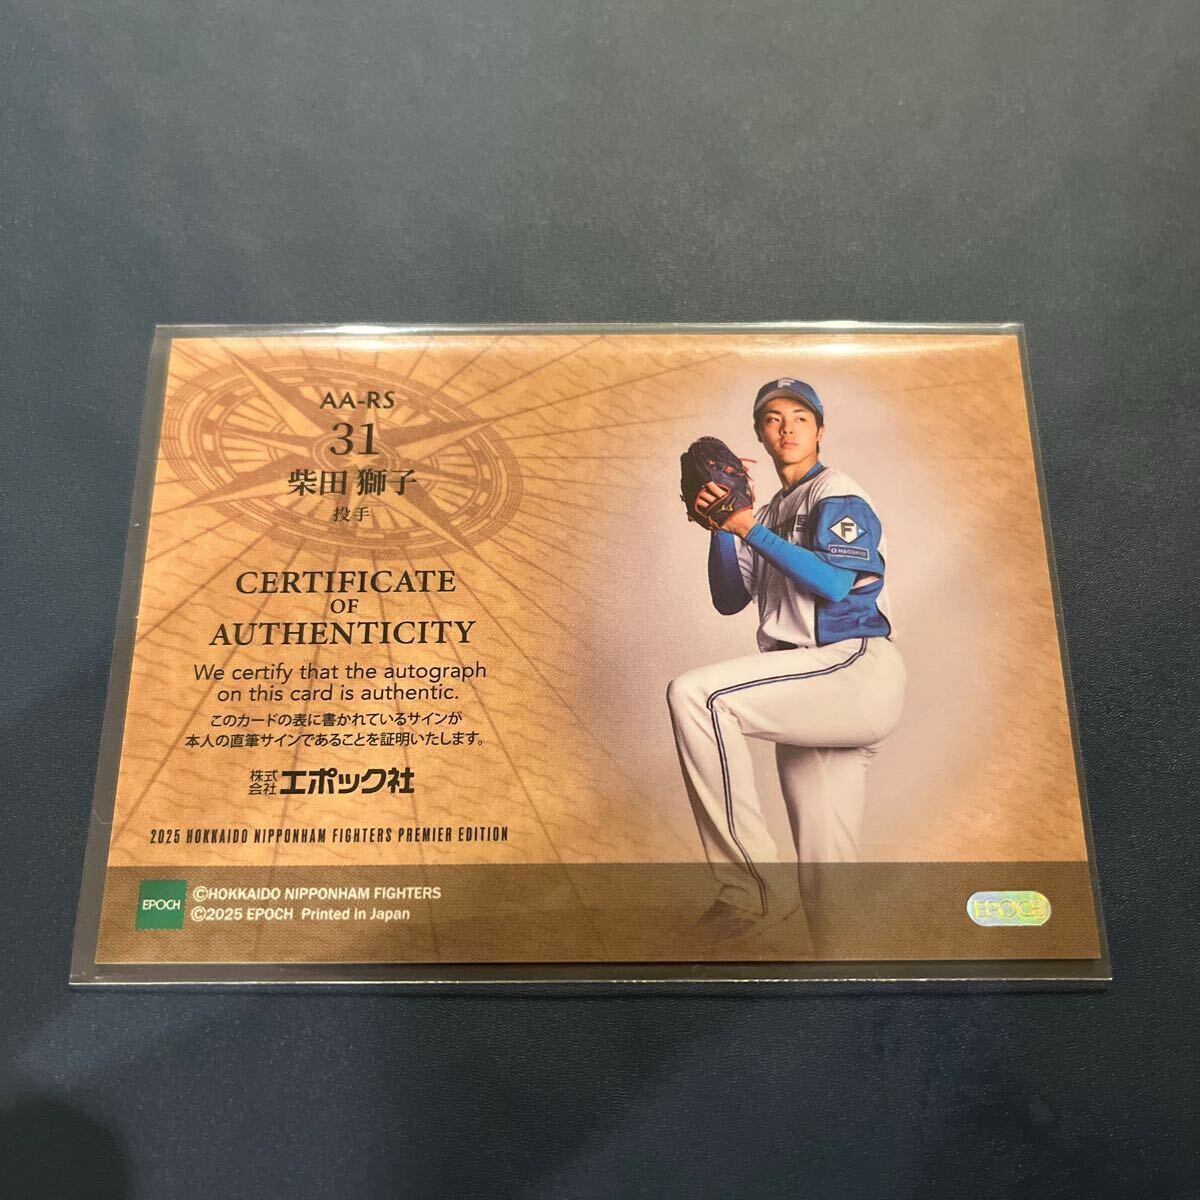 AA-RS
31
柴田 獅子
投手
CERTIFICATE
OF
AUTHENTICITY
We certify that the autograph
on this card is authentic.
このカードの表に書かれているサインが
本人の直筆サインであることを証明いたします。
株式会社エポック社
2025 HOKKAIDO NIPPONHAM FIGHTERS PREMIER EDITION
EPOCH
©HOKKAIDO NIPPONHAM FIGHTERS
©2025 EPOCH Printed in Japan
EPOCH
F
F